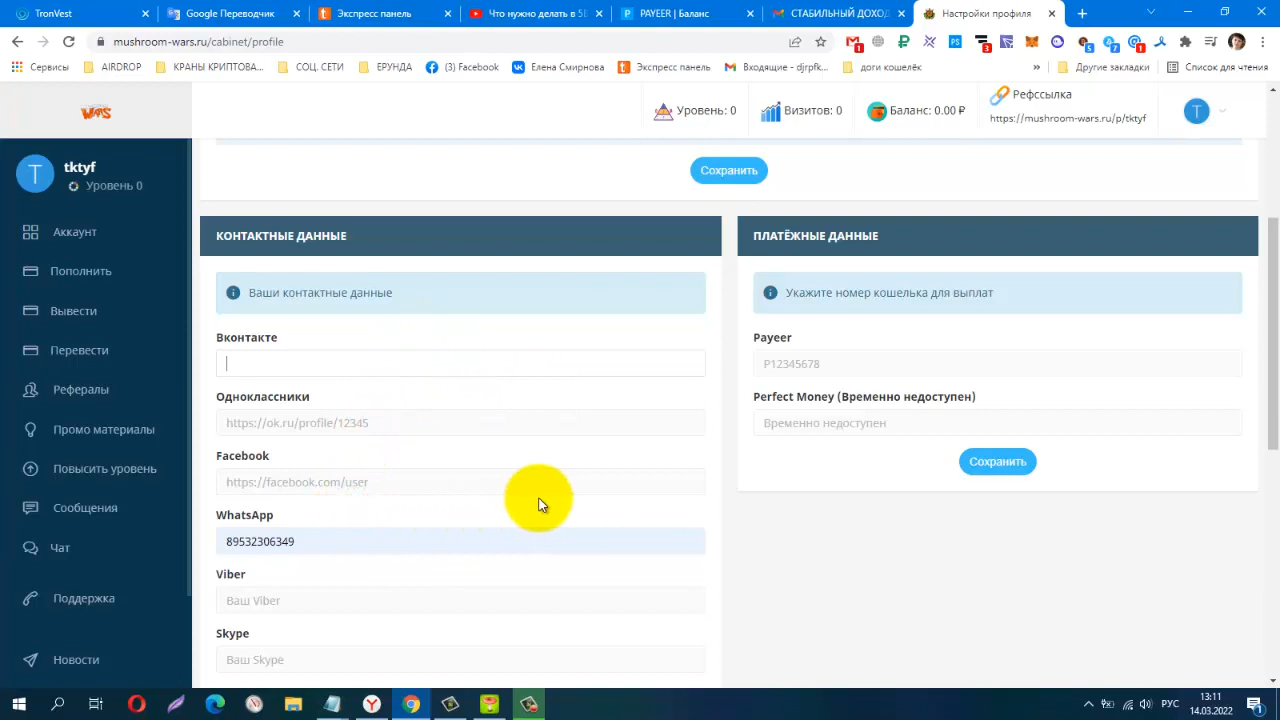 TronVest
Google Переводчик
Экспресс панель
Что нужно делать в 5
PAYEER | Баланс
СТАБИЛЬНЫЙ ДОХОД
Настройки профиля
mushroom-wars.ru/cabinet/profile
Сервисы
AIRDROP
КРАНЫ КРИПТОВА...
СОЦ. СЕТИ
ЕРУНДА
(3) Facebook
Елена Смирнова
Экспресс панель
Входящие - djrpfk...
доги кошелёк
»
Другие закладки
Список для чтения
WARS
Уровень: 0
Визитов: 0
Баланс: 0.00 ₽
Рефссылка
https://mushroom-wars.ru/p/tktyf
T
T
tktyf
Уровень 0
Аккаунт
Пополнить
Вывести
Перевести
Рефералы
Промо материалы
Повысить уровень
Сообщения
Чат
Поддержка
Новости
Сохранить
КОНТАКТНЫЕ ДАННЫЕ
Ваши контактные данные
Вконтакте
Одноклассники
https://ok.ru/profile/12345
Facebook
https://facebook.com/user
WhatsApp
89532306349
Viber
Ваш Viber
Skype
Ваш Skype
ПЛАТЁЖНЫЕ ДАННЫЕ
Укажите номер кошелька для выплат
Payeer
P12345678
Perfect Money (Временно недоступен)
Временно недоступен
Сохранить
РУС
13:11
14.03.2022